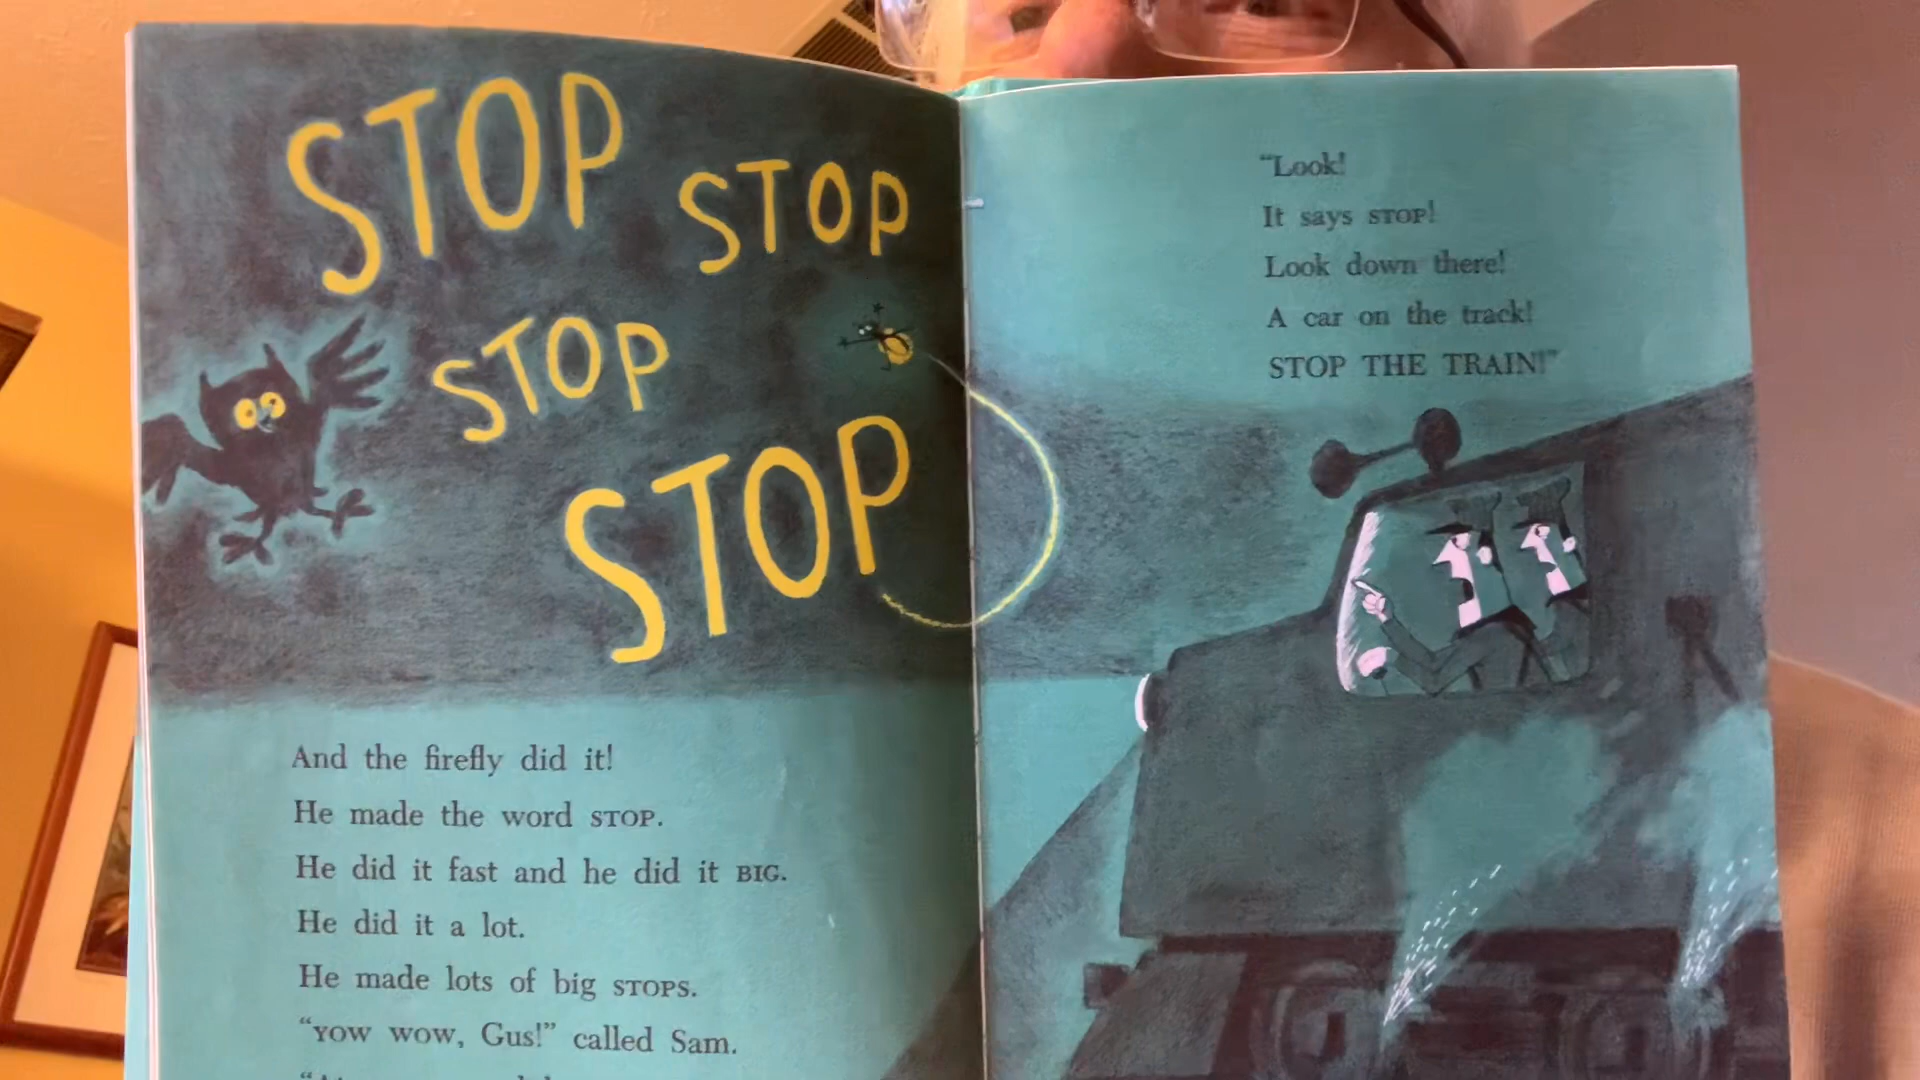 STOP
STOP
STOP
STOP
And the firefly did it!
He made the word STOP.
He did it fast and he did it BIG.
He did it a lot.
He made lots of big STOPS.
“YOW WOW, Gus!” called Sam.
“Look!
It says STOP!
Look down there!
A car on the track!
STOP THE TRAIN!”